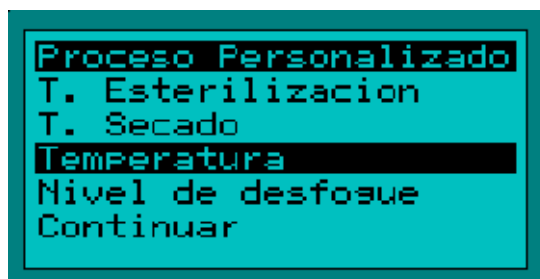 Proceso Personalizado
T. Esterilizacion
T. Secado
Temperatura
Nivel de desfogue
Continuar